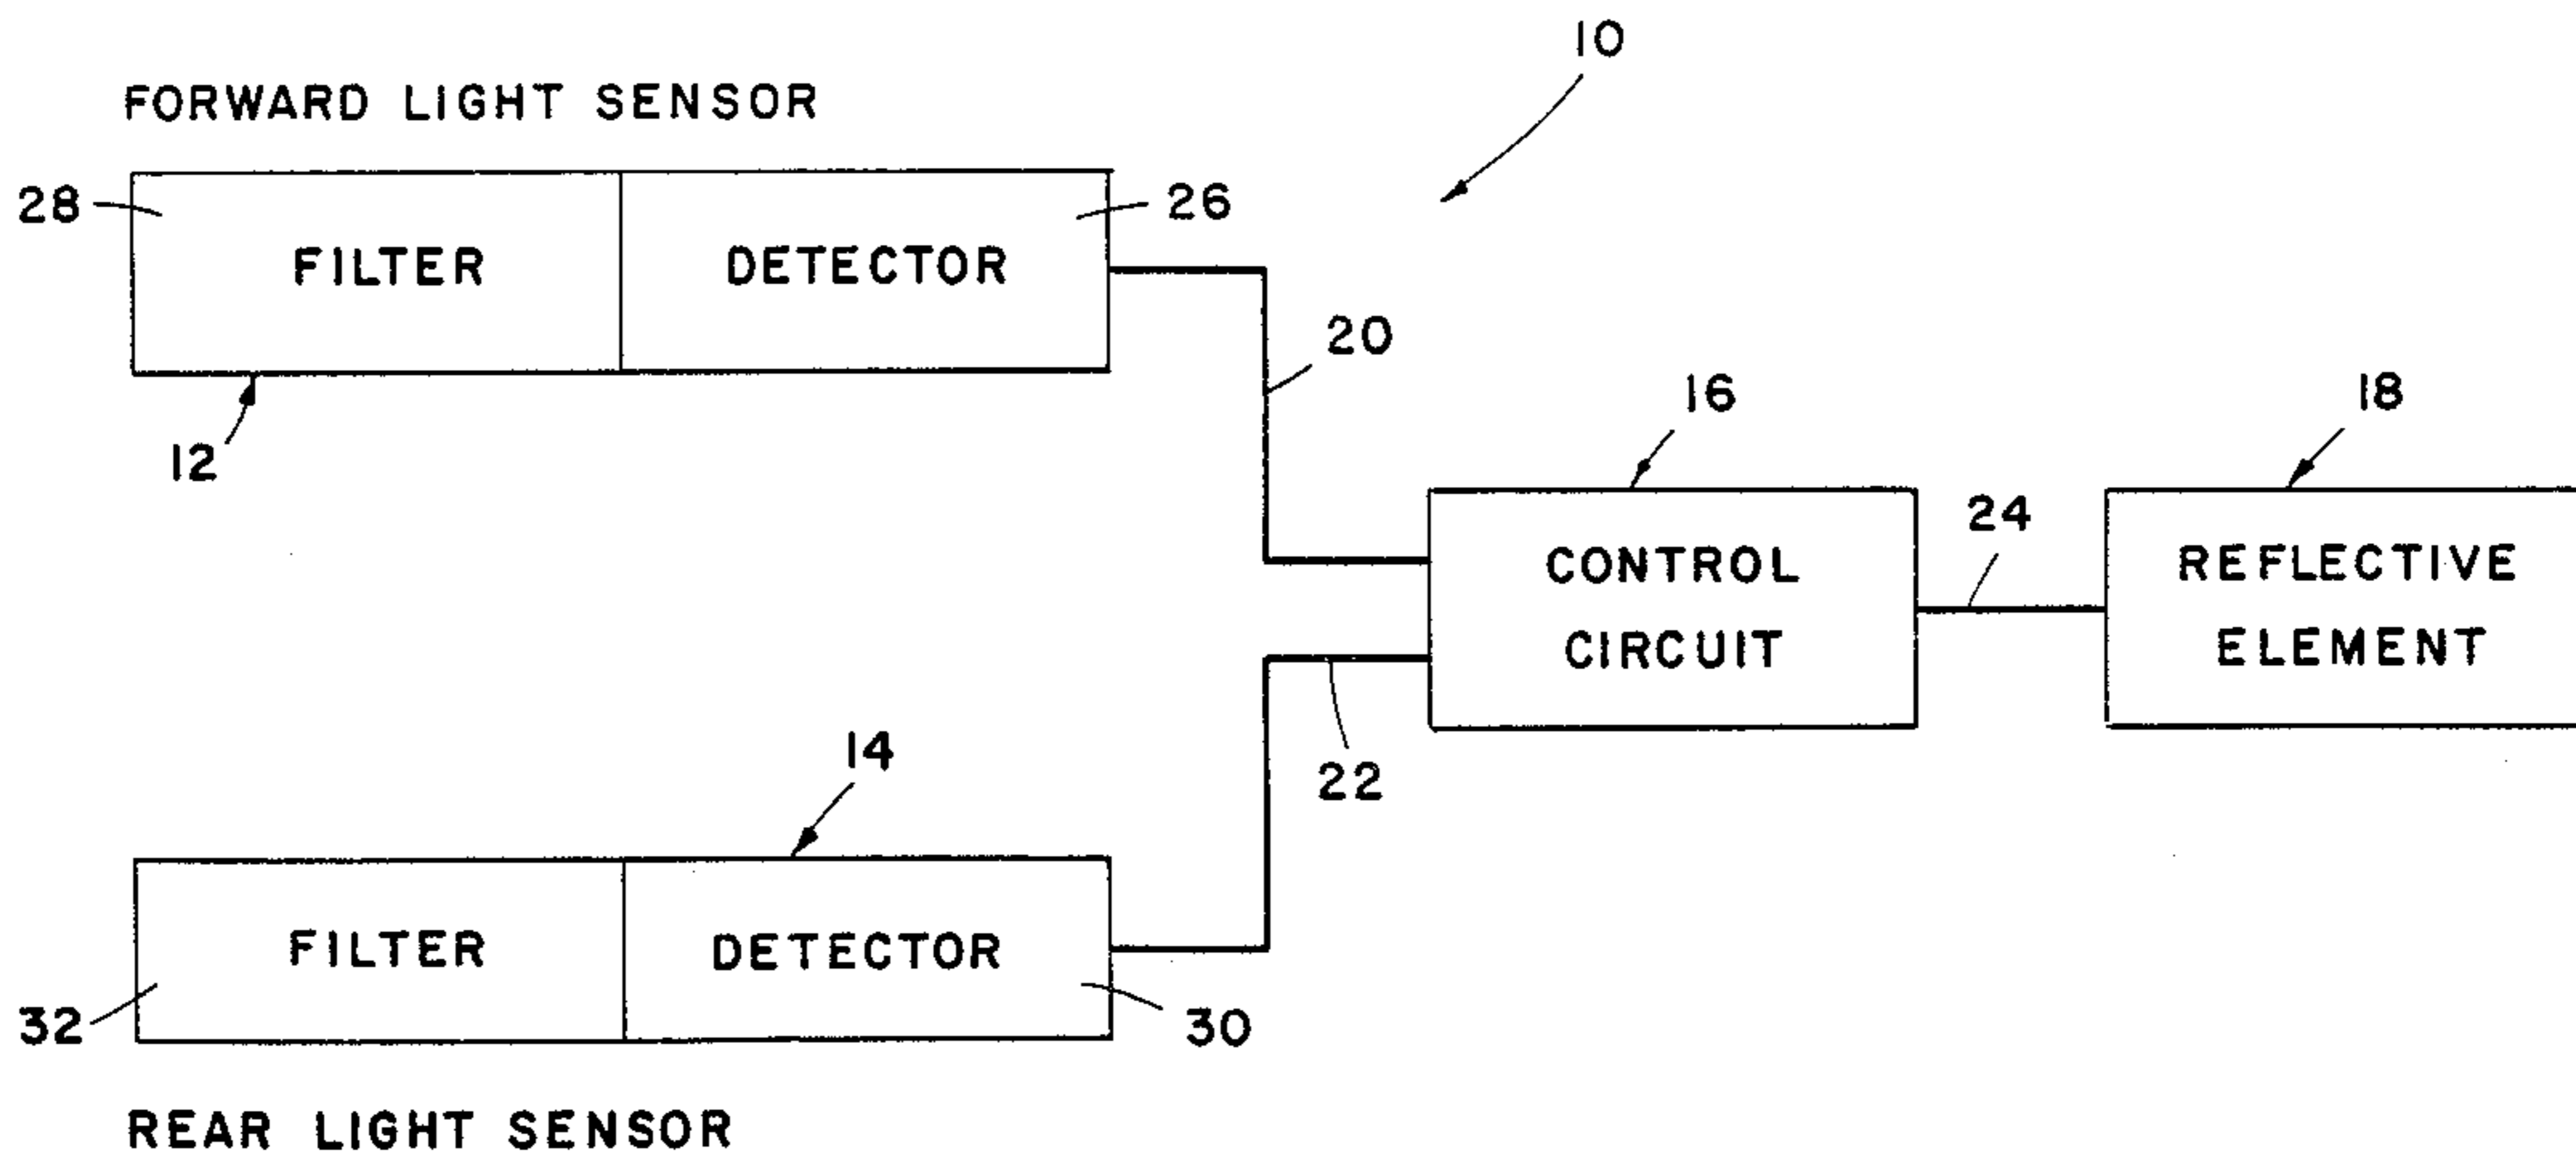 10
FORWARD LIGHT SENSOR
28
FILTER
DETECTOR
26
12
20
16
18
CONTROL
CIRCUIT
24
REFLECTIVE
ELEMENT
22
14
FILTER
DETECTOR
32
30
REAR LIGHT SENSOR